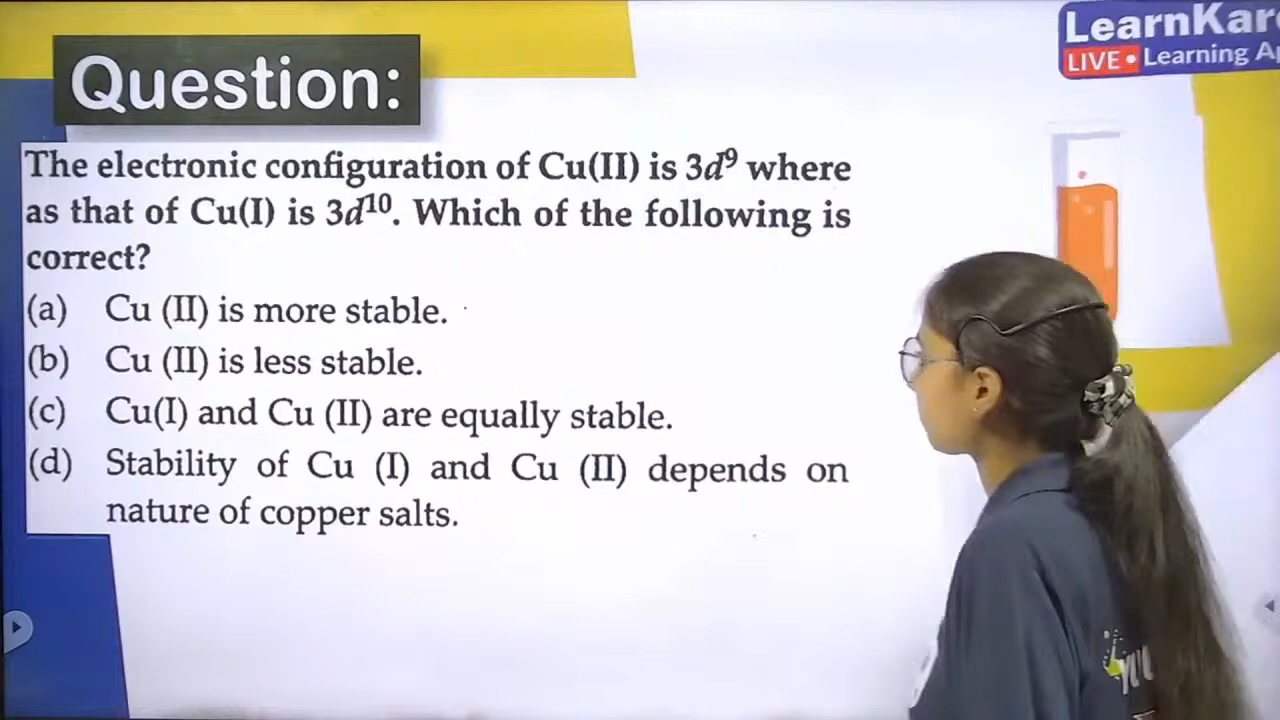 LearnKar
LIVE • Learning A
Question:
The electronic configuration of Cu(II) is 3d⁹ where
as that of Cu(I) is 3d¹⁰. Which of the following is
correct?
(a) Cu (II) is more stable.
(b) Cu (II) is less stable.
(c) Cu(I) and Cu (II) are equally stable.
(d) Stability of Cu (I) and Cu (II) depends on
nature of copper salts.